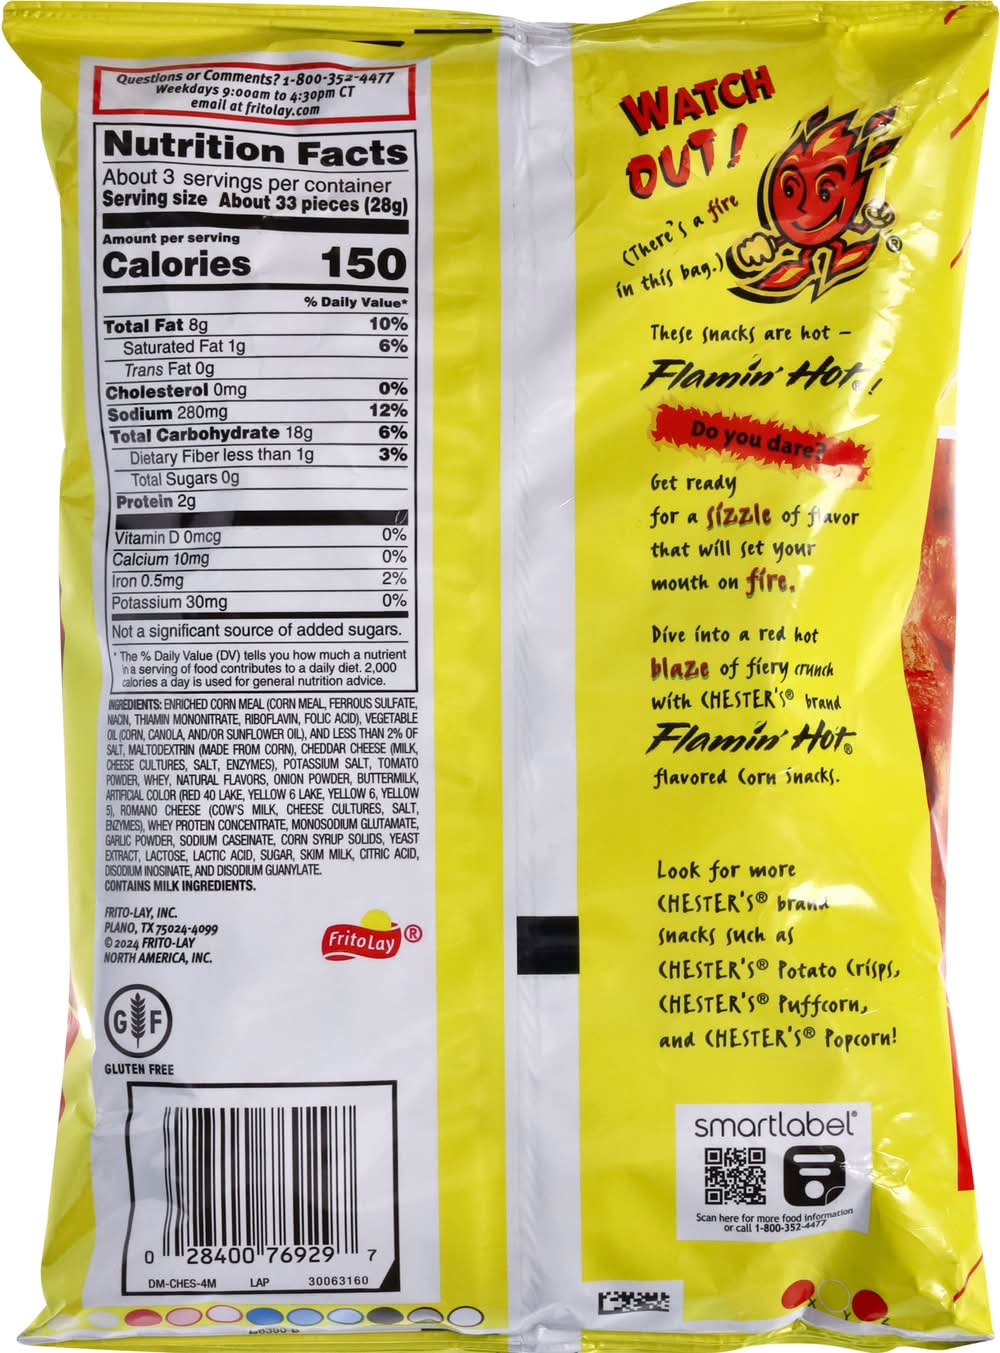 Questions or Comments? 1-800-352-4477
Weekdays 9:00am to 4:30pm CT
email at fritolay.com
Nutrition Facts
About 3 servings per container
Serving size About 33 pieces (28g)
Amount per serving
Calories 150
% Daily Value*
Total Fat 8g 10%
Saturated Fat 1g 6%
Trans Fat 0g
Cholesterol 0mg 0%
Sodium 280mg 12%
Total Carbohydrate 18g 6%
Dietary Fiber less than 1g 3%
Total Sugars 0g
Protein 2g
Vitamin D 0mcg 0%
Calcium 10mg 0%
Iron 0.5mg 2%
Potassium 30mg 0%
Not a significant source of added sugars.
* The % Daily Value (DV) tells you how much a nutrient
in a serving of food contributes to a daily diet. 2,000
calories a day is used for general nutrition advice.
INGREDIENTS: ENRICHED CORN MEAL (CORN MEAL, FERROUS SULFATE,
NIACIN, THIAMIN MONONITRATE, RIBOFLAVIN, FOLIC ACID), VEGETABLE
OIL (CORN, CANOLA, AND/OR SUNFLOWER OIL), AND LESS THAN 2% OF
SALT, MALTODEXTRIN (MADE FROM CORN), CHEDDAR CHEESE (MILK,
CHEESE CULTURES, SALT, ENZYMES), POTASSIUM SALT, TOMATO
POWDER, WHEY, NATURAL FLAVORS, ONION POWDER, BUTTERMILK,
ARTIFICIAL COLOR (RED 40 LAKE, YELLOW 6 LAKE, YELLOW 6, YELLOW
5), ROMANO CHEESE (COW'S MILK, CHEESE CULTURES, SALT,
ENZYMES), WHEY PROTEIN CONCENTRATE, MONOSODIUM GLUTAMATE,
GARLIC POWDER, SODIUM CASEINATE, CORN SYRUP SOLIDS, YEAST
EXTRACT, LACTOSE, LACTIC ACID, SUGAR, SKIM MILK, CITRIC ACID,
DISODIUM INOSINATE, AND DISODIUM GUANYLATE.
CONTAINS MILK INGREDIENTS.
FRITO-LAY, INC.
PLANO, TX 75024-4099
© 2024 FRITO-LAY
NORTH AMERICA, INC.
Frito Lay ®
G F
GLUTEN FREE
0 28400 76929 7
DM-CHES-4M LAP 30063160
WATCH
OUT!
(There's a fire
in this bag.)
®
These snacks are hot –
Flamin' Hot®!
Do you dare?
Get ready
for a sizzle of flavor
that will set your
mouth on fire.
Dive into a red hot
blaze of fiery crunch
with CHESTER'S® brand
Flamin' Hot®
flavored Corn Snacks.
Look for more
CHESTER'S® brand
snacks such as
CHESTER'S® Potato Crisps,
CHESTER'S® Puffcorn,
and CHESTER'S® Popcorn!
smartlabel®
Scan here for more food information
or call 1-800-352-4477
X Y Z